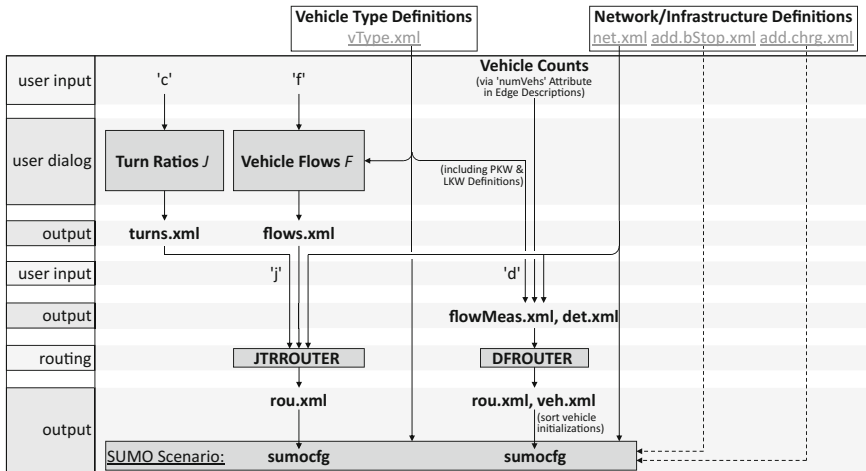 Vehicle Type Definitions
vType.xml
Network/Infrastructure Definitions
net.xml add.bStop.xml add.chrg.xml
user input
'c'
'f'
Vehicle Counts
(via 'numVehs' Attribute
in Edge Descriptions)
user dialog
Turn Ratios J
Vehicle Flows F
(including PKW &
LKW Definitions)
output
turns.xml
flows.xml
user input
'j'
'd'
output
flowMeas.xml, det.xml
routing
JTRROUTER
DFROUTER
output
rou.xml
rou.xml, veh.xml
(sort vehicle
initializations)
SUMO Scenario:
sumocfg
sumocfg